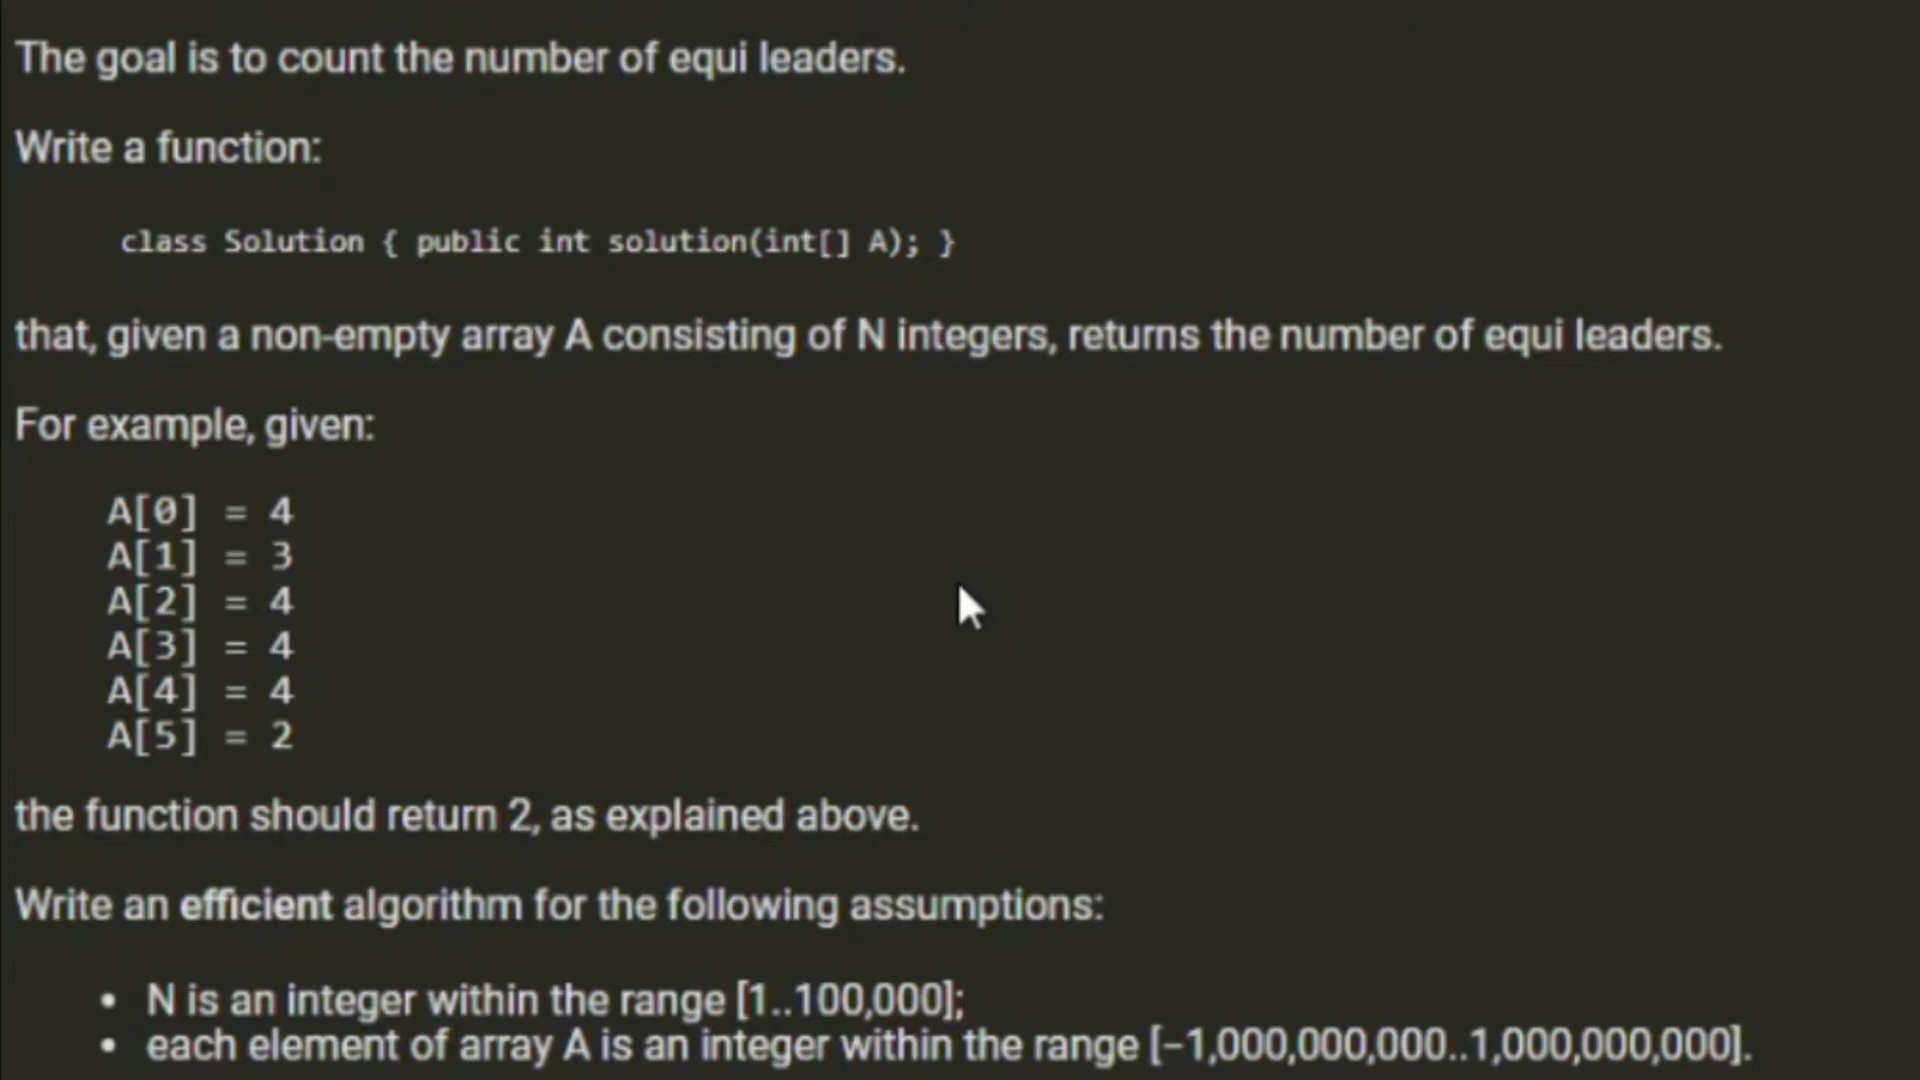 The goal is to count the number of equi leaders.
Write a function:
class Solution { public int solution(int[] A); }
that, given a non-empty array A consisting of N integers, returns the number of equi leaders.
For example, given:
A[0] = 4
A[1] = 3
A[2] = 4
A[3] = 4
A[4] = 4
A[5] = 2
the function should return 2, as explained above.
Write an efficient algorithm for the following assumptions:
• N is an integer within the range [1..100,000];
• each element of array A is an integer within the range [−1,000,000,000..1,000,000,000].